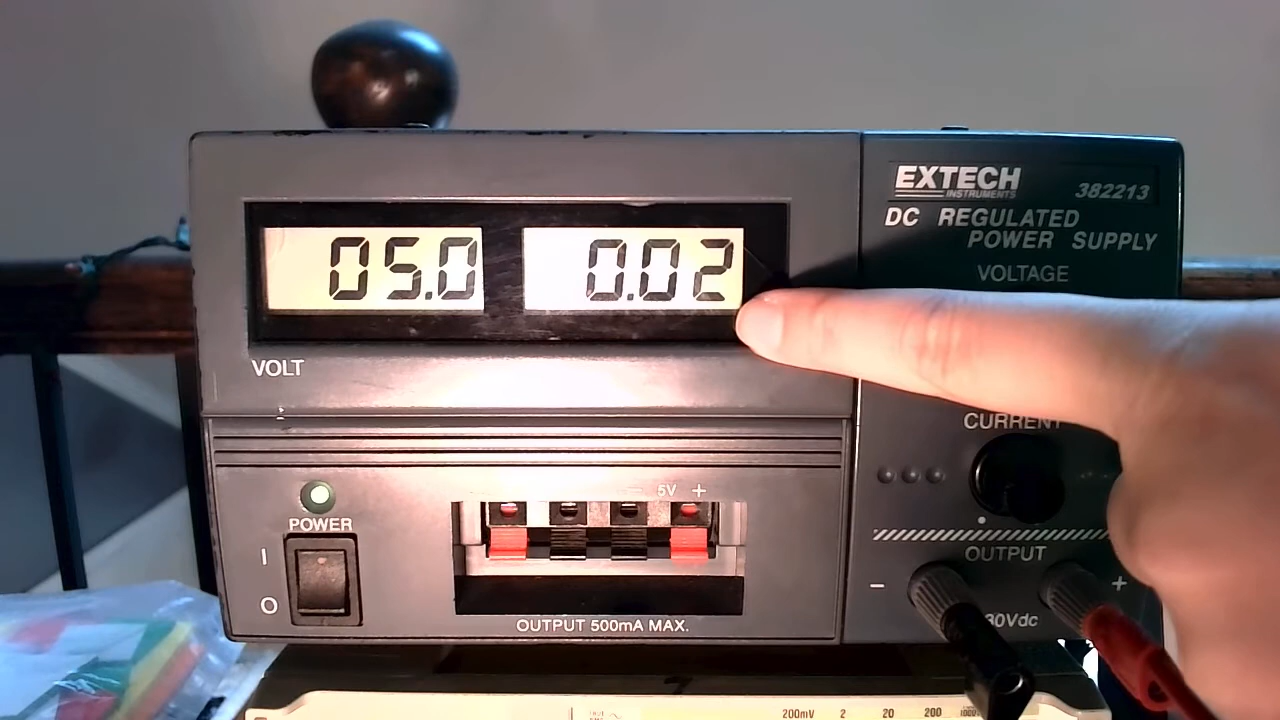 EXTECH
INSTRUMENTS
382213
DC REGULATED
POWER SUPPLY
VOLTAGE
05.0
0.02
VOLT
CURRENT
5V +
POWER
I
O
OUTPUT
- +
30Vdc
OUTPUT 500mA MAX.
200mV 2 20 200